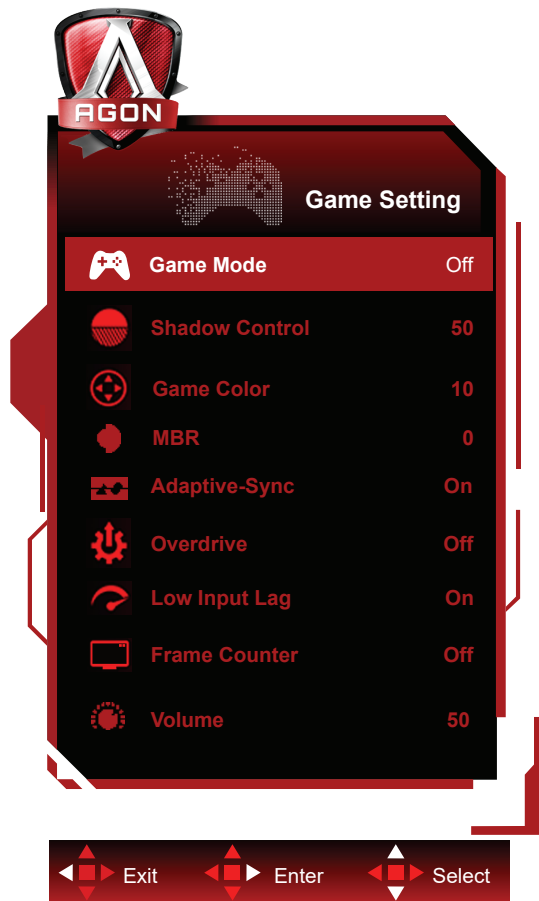 AGON
Game Setting
Game Mode Off
Shadow Control 50
Game Color 10
MBR 0
Adaptive-Sync On
Overdrive Off
Low Input Lag On
Frame Counter Off
Volume 50
Exit Enter Select